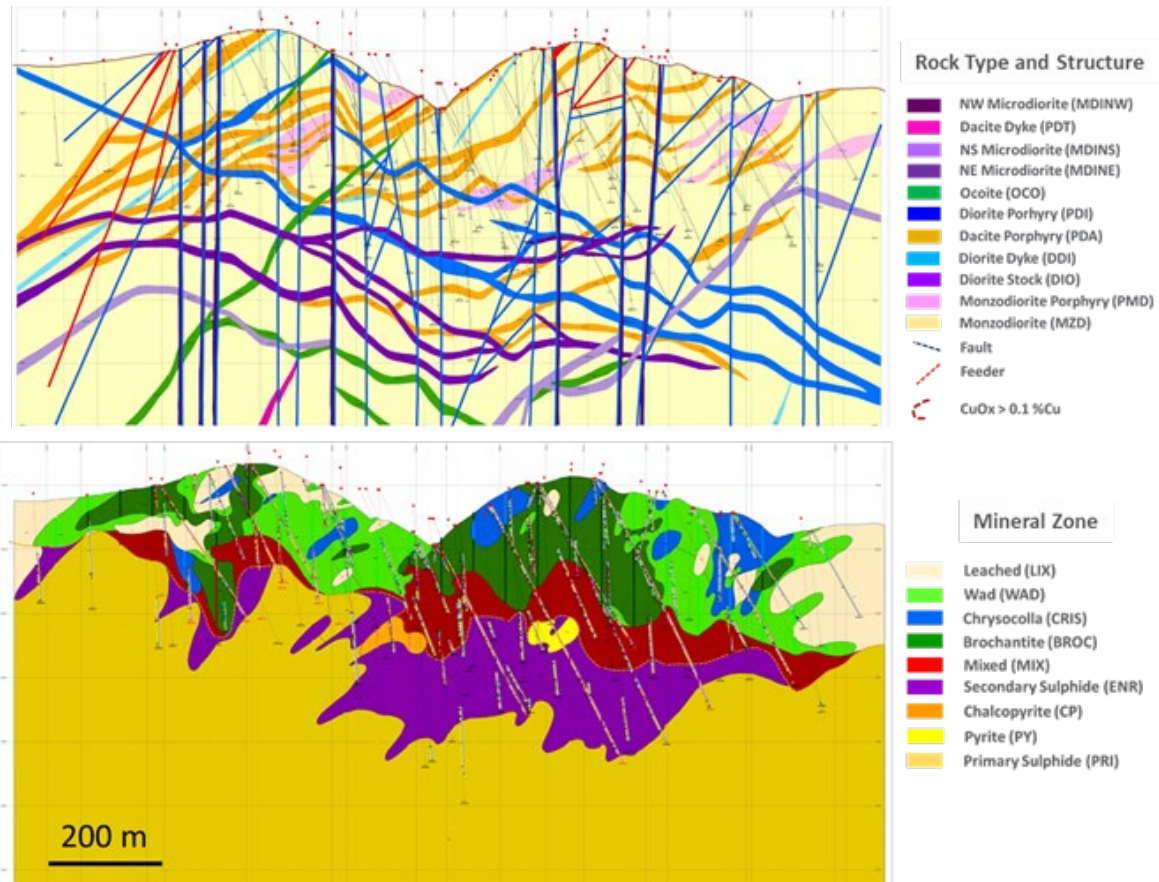 Rock Type and Structure
NW Microdiorite (MDINW)
Dacite Dyke (PDT)
NS Microdiorite (MDINS)
NE Microdiorite (MDINE)
Ocoite (OCO)
Diorite Porhyry (PDI)
Dacite Porphyry (PDA)
Diorite Dyke (DDI)
Diorite Stock (DIO)
Monzodiorite Porphyry (PMD)
Monzodiorite (MZD)
Fault
Feeder
CuOx > 0.1 %Cu
Mineral Zone
Leached (LIX)
Wad (WAD)
Chrysocolla (CRIS)
Brochantite (BROC)
Mixed (MIX)
Secondary Sulphide (ENR)
Chalcopyrite (CP)
Pyrite (PY)
Primary Sulphide (PRI)
200 m